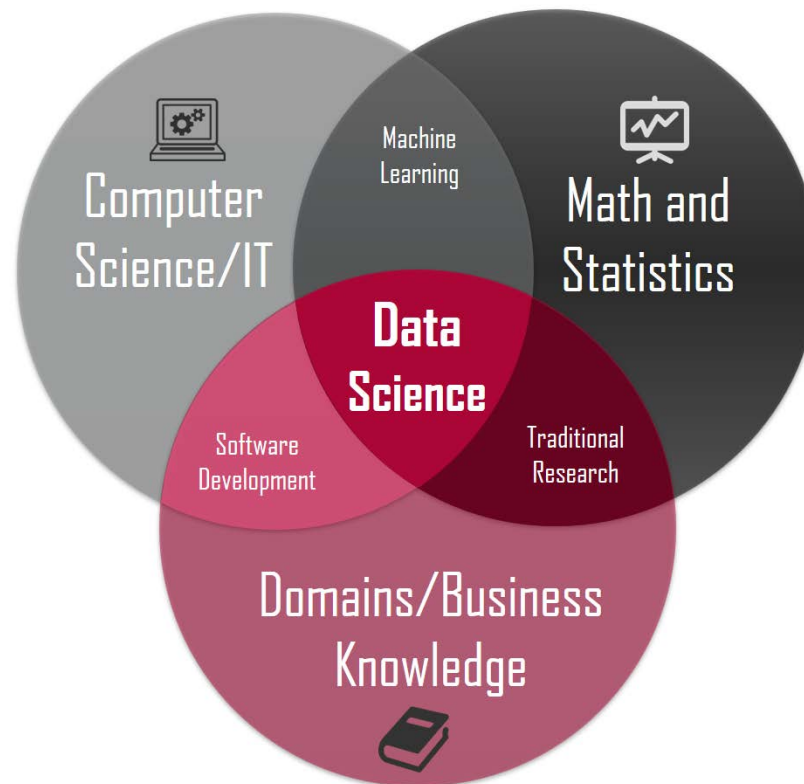 Machine
Learning
Computer
Science/IT
Math and
Statistics
Data
Science
Software
Development
Traditional
Research
Domains/Business
Knowledge